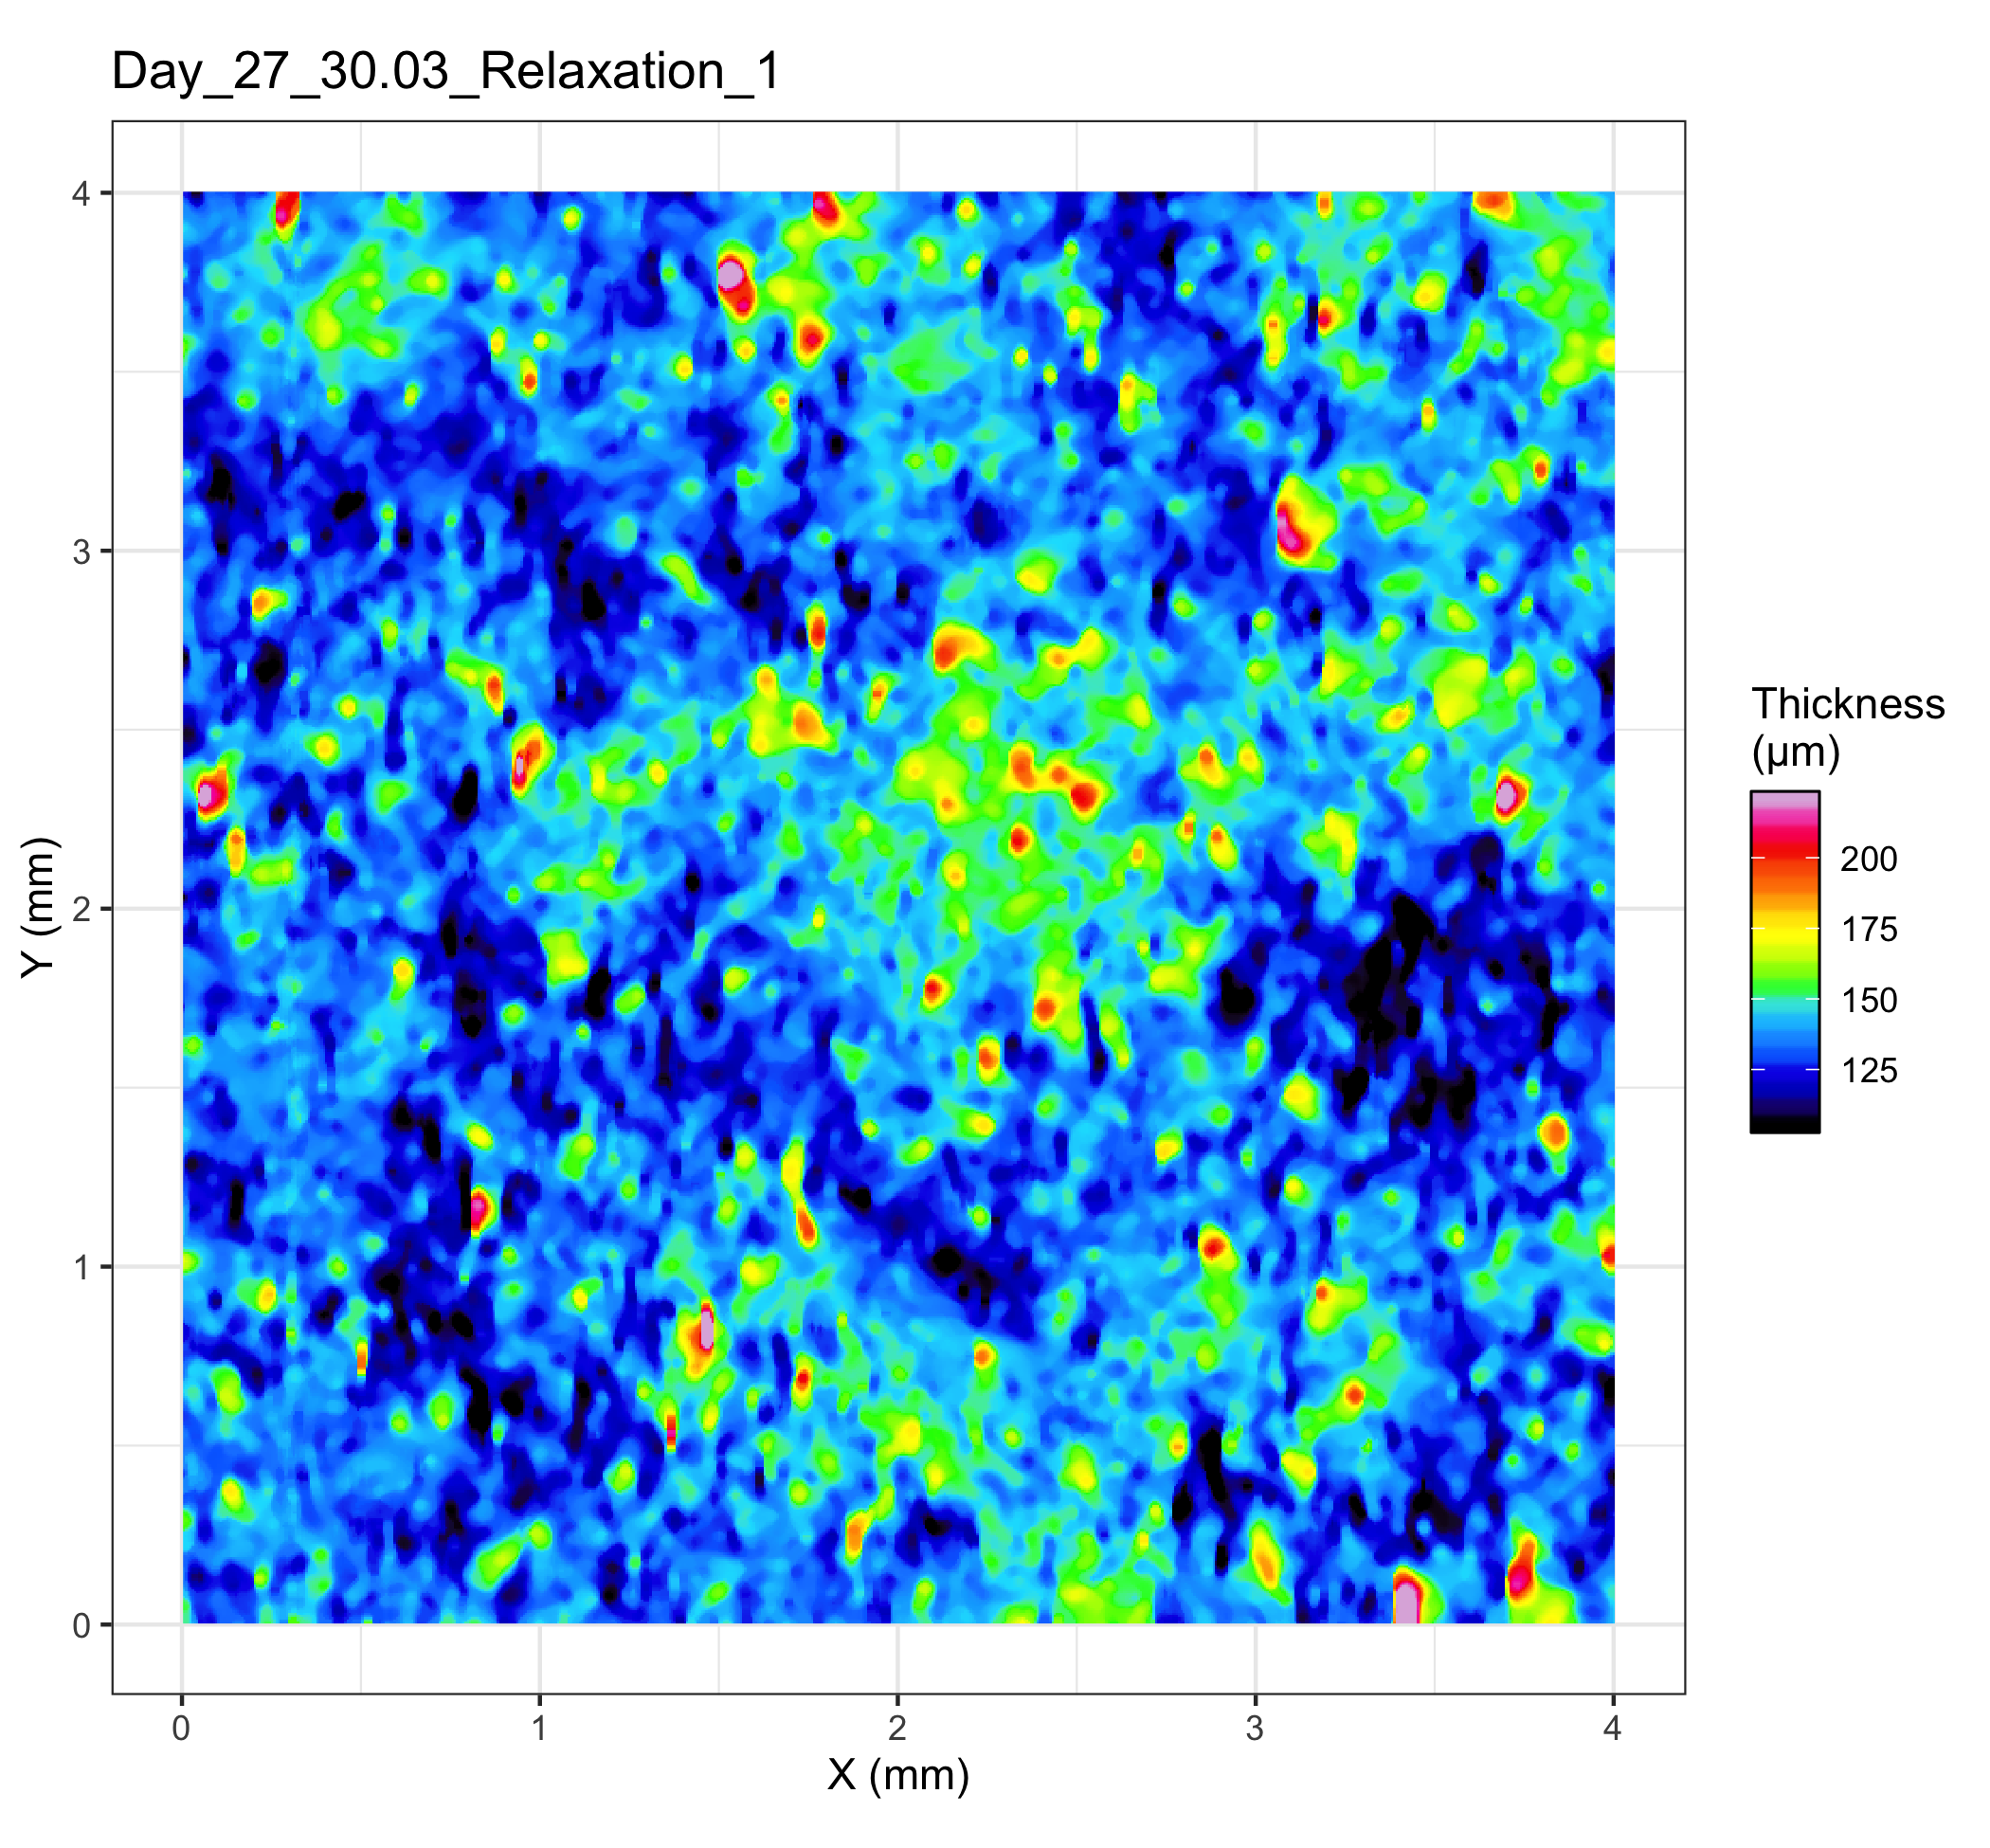 Day_27_30.03_Relaxation_1
4
3
2
1
0
Y (mm)
0 1 2 3 4
X (mm)
Thickness
(µm)
200
175
150
125